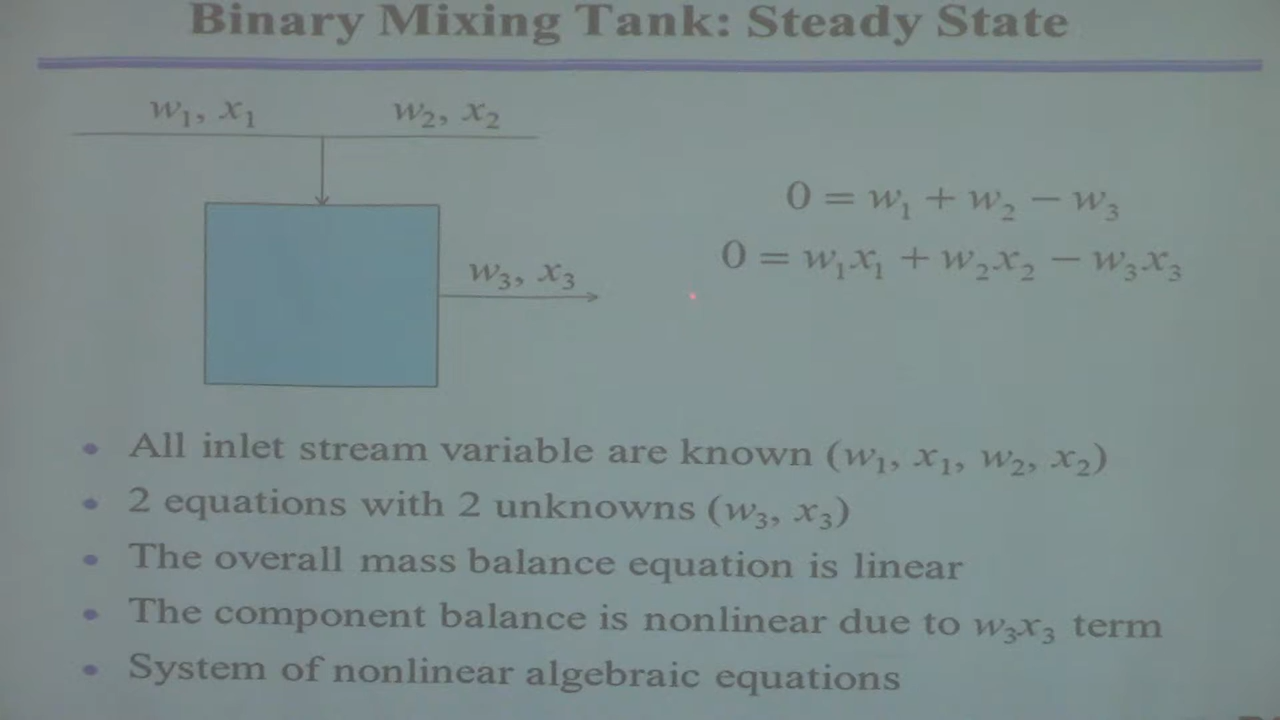 Binary Mixing Tank: Steady State
w₁, x₁
w₂, x₂
0 = w₁ + w₂ − w₃
0 = w₁x₁ + w₂x₂ − w₃x₃
w₃, x₃
• All inlet stream variable are known (w₁, x₁, w₂, x₂)
• 2 equations with 2 unknowns (w₃, x₃)
• The overall mass balance equation is linear
• The component balance is nonlinear due to w₃x₃ term
• System of nonlinear algebraic equations